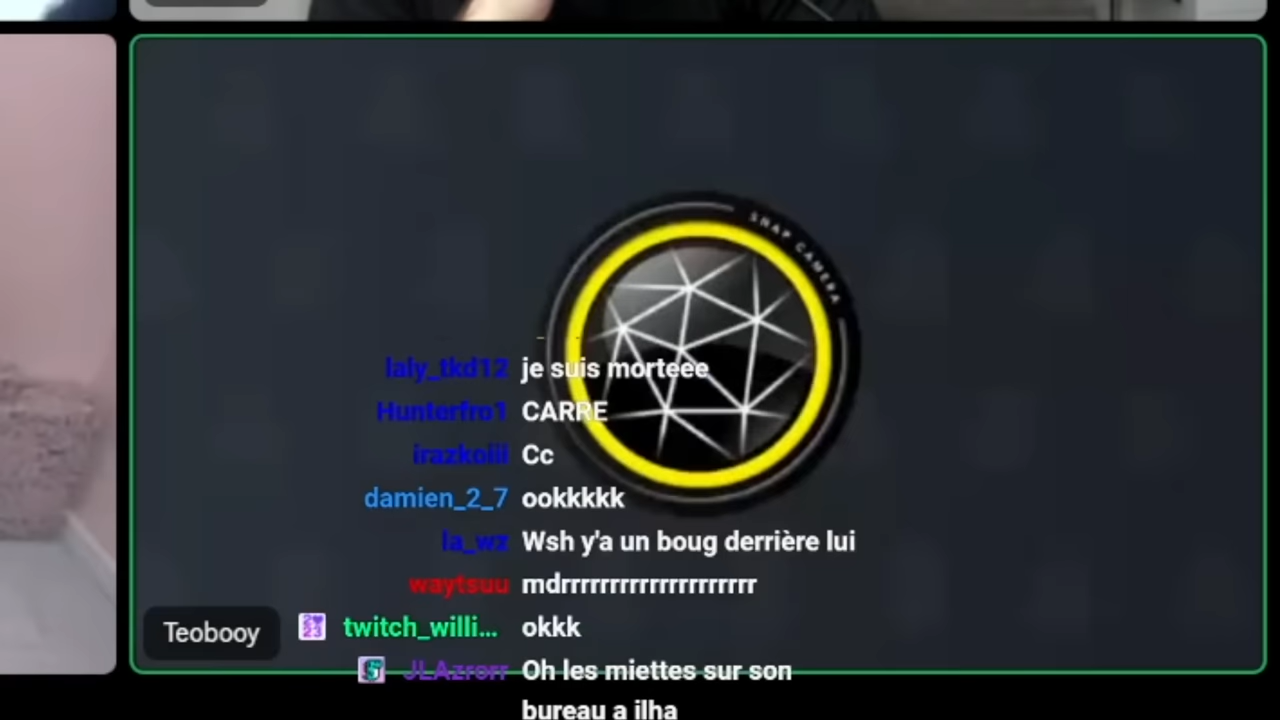 SNAP CAMERA
laly_tkd12 je suis morteee
Hunterfro1 CARRE
irazkoiii Cc
damien_2_7 ookkkkk
la_wz Wsh y'a un boug derrière lui
waytsuu mdrrrrrrrrrrrrrrrrrrrr
Teobooy
twitch_willi... okkk
JLAzrorr Oh les miettes sur son
bureau a ilha